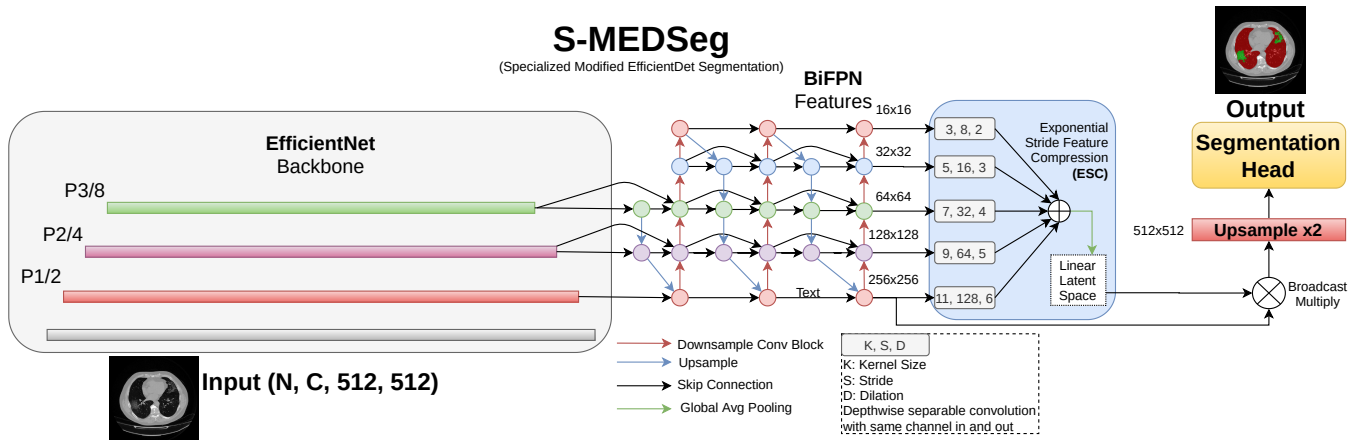 S-MEDSeg
(Specialized Modified EfficientDet Segmentation)
BiFPN
Features
EfficientNet
Backbone
P3/8
P2/4
P1/2
Input (N, C, 512, 512)
16x16
32x32
64x64
128x128
256x256
Text
3, 8, 2
5, 16, 3
7, 32, 4
9, 64, 5
11, 128, 6
Exponential
Stride Feature
Compression
(ESC)
Linear
Latent
Space
Output
Segmentation
Head
512x512
Upsample x2
Broadcast
Multiply
Downsample Conv Block
Upsample
Skip Connection
Global Avg Pooling
K, S, D
K: Kernel Size
S: Stride
D: Dilation
Depthwise separable convolution
with same channel in and out